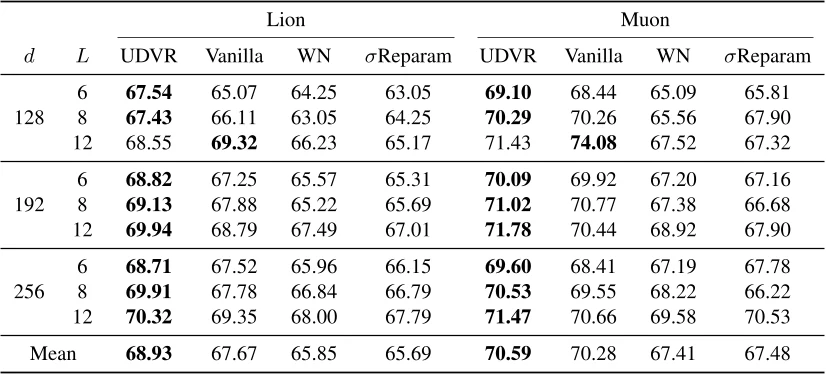 Lion Muon
d L UDVR Vanilla WN σReparam UDVR Vanilla WN σReparam
6 67.54 65.07 64.25 63.05 69.10 68.44 65.09 65.81
128 8 67.43 66.11 63.05 64.25 70.29 70.26 65.56 67.90
12 68.55 69.32 66.23 65.17 71.43 74.08 67.52 67.32
6 68.82 67.25 65.57 65.31 70.09 69.92 67.20 67.16
192 8 69.13 67.88 65.22 65.69 71.02 70.77 67.38 66.68
12 69.94 68.79 67.49 67.01 71.78 70.44 68.92 67.90
6 68.71 67.52 65.96 66.15 69.60 68.41 67.19 67.78
256 8 69.91 67.78 66.84 66.79 70.53 69.55 68.22 66.22
12 70.32 69.35 68.00 67.79 71.47 70.66 69.58 70.53
Mean 68.93 67.67 65.85 65.69 70.59 70.28 67.41 67.48